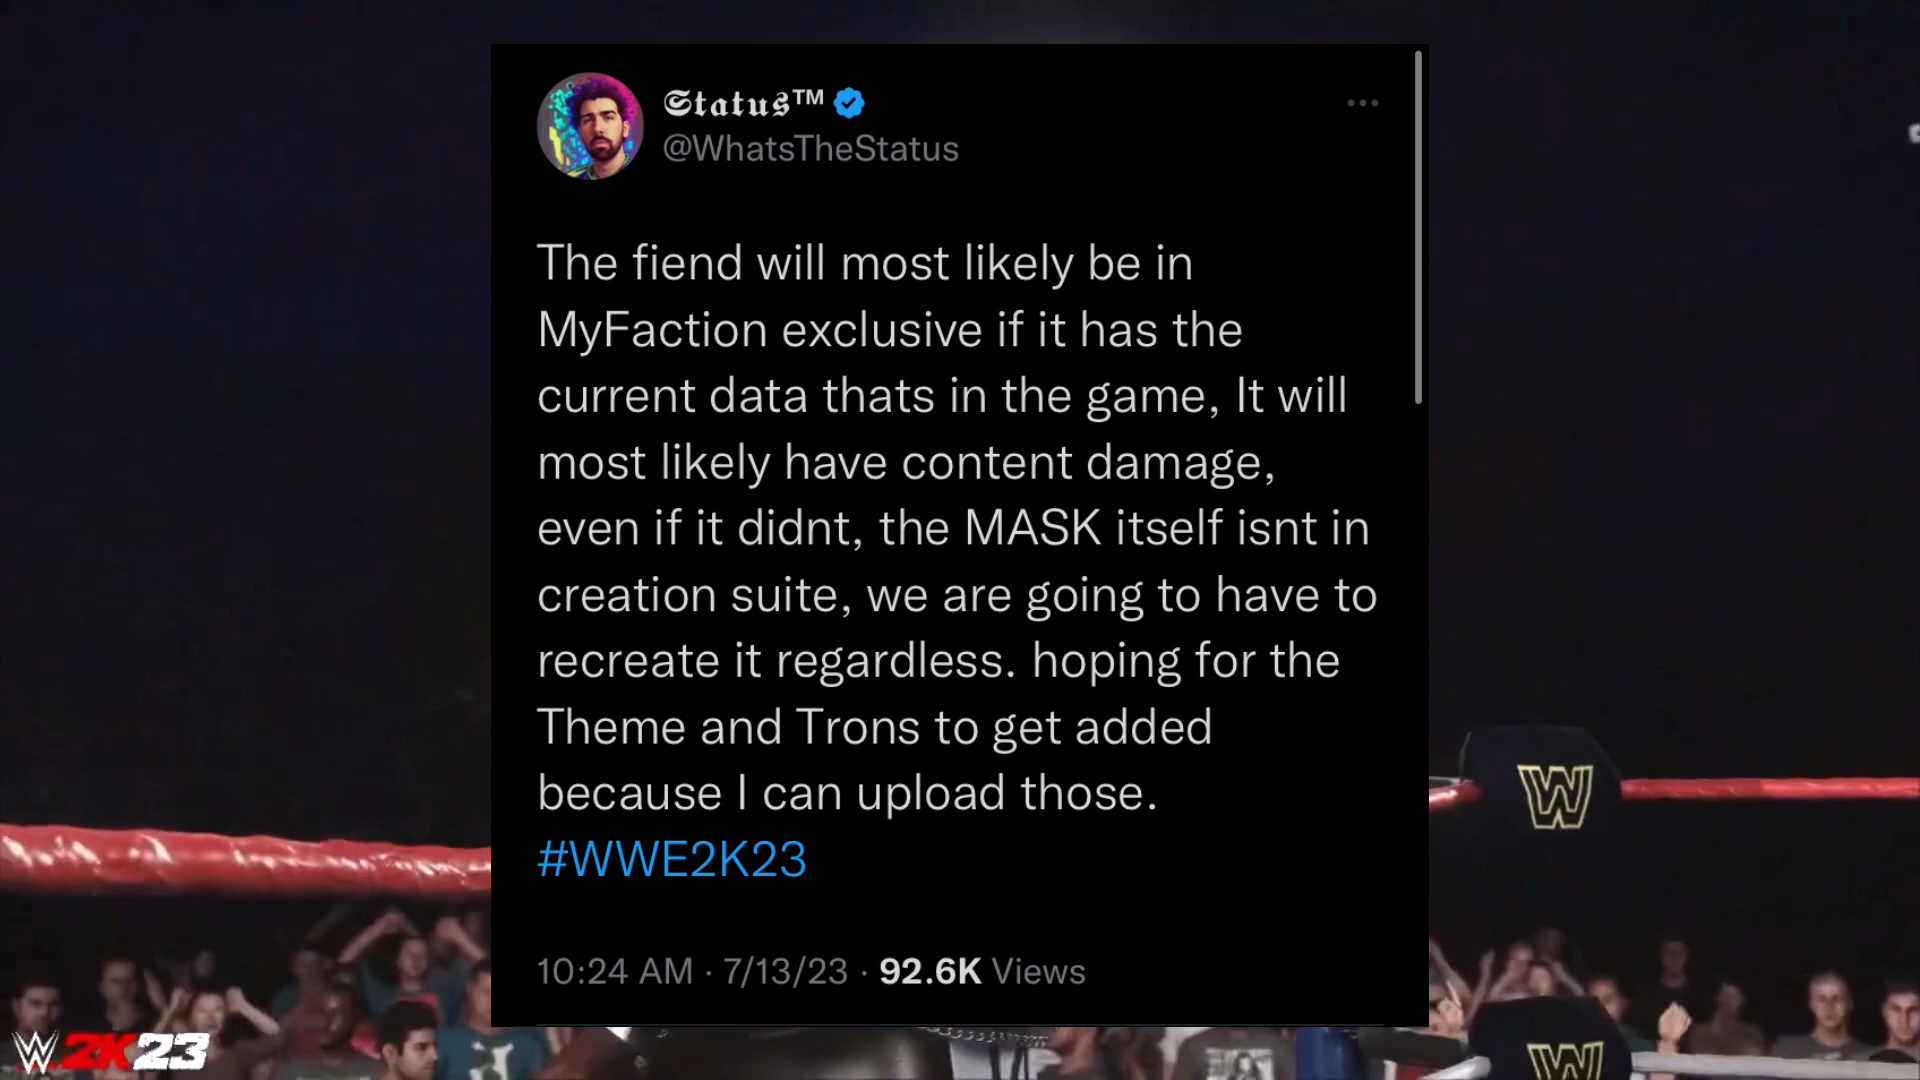 Status™
@WhatsTheStatus
The fiend will most likely be in
MyFaction exclusive if it has the
current data thats in the game, It will
most likely have content damage,
even if it didnt, the MASK itself isnt in
creation suite, we are going to have to
recreate it regardless. hoping for the
Theme and Trons to get added
because I can upload those.
#WWE2K23
10:24 AM · 7/13/23 · 92.6K Views
W
W
W 2K23